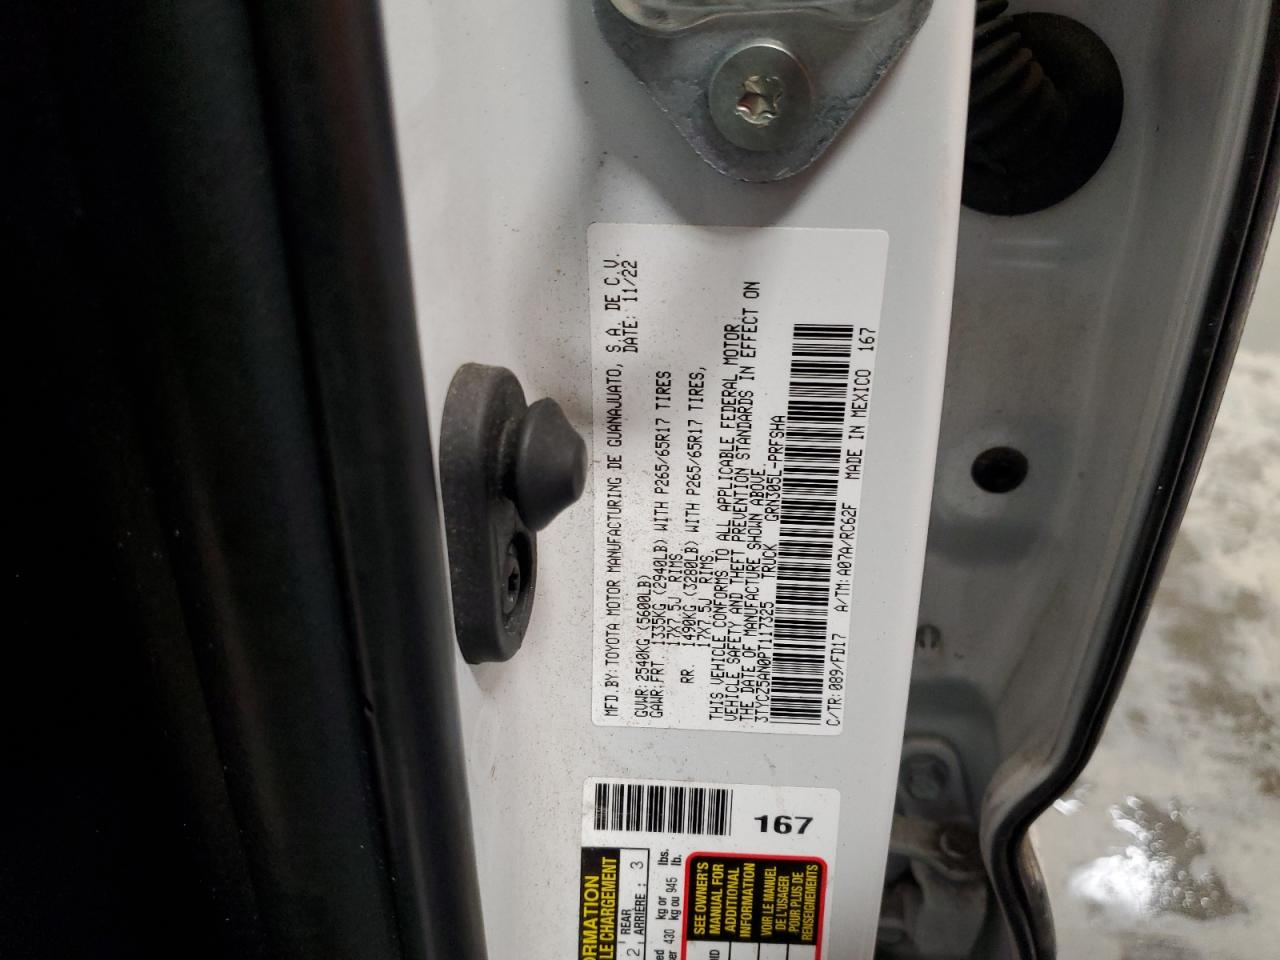 MFD.BY: TOYOTA MOTOR MANUFACTURING DE GUANAJUATO, S.A. DE C.V.
DATE: 11/22
GVWR: 2540KG (5600LB)
GAWR: FRT. 1335KG (2940LB) WITH P265/65R17 TIRES
17X7.5J RIMS
RR. 1490KG (3280LB) WITH P265/65R17 TIRES,
17X7.5J RIMS
THIS VEHICLE CONFORMS TO ALL APPLICABLE FEDERAL MOTOR
VEHICLE SAFETY AND THEFT PREVENTION STANDARDS IN EFFECT ON
THE DATE OF MANUFACTURE SHOWN ABOVE.
3TYCZ5AN0PT117325 TRUCK GRN305L-PRFSHA
C/TR: 089/FD17 A/TM: A07A/RC62F MADE IN MEXICO 167
167
ORMATION
LE CHARGEMENT
2, REAR
ARRIÈRE : 3
kg or lbs.
430 kg ou 945 lb.
SEE OWNER'S
MANUAL FOR
ADDITIONAL
INFORMATION
VOIR LE MANUEL
DE L'USAGER
POUR PLUS DE
RENSEIGNEMENTS